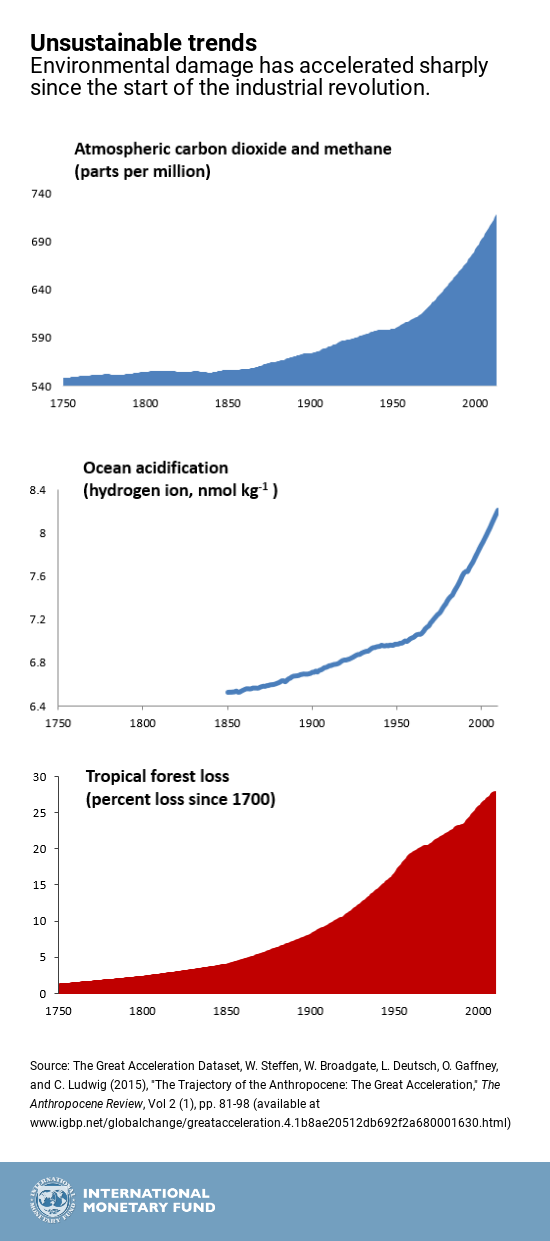 Unsustainable trends
Environmental damage has accelerated sharply
since the start of the industrial revolution.
Atmospheric carbon dioxide and methane
(parts per million)
740
690
640
590
540
1750 1800 1850 1900 1950 2000
Ocean acidification
(hydrogen ion, nmol kg-1 )
8.4
8
7.6
7.2
6.8
6.4
1750 1800 1850 1900 1950 2000
Tropical forest loss
(percent loss since 1700)
30
25
20
15
10
5
0
1750 1800 1850 1900 1950 2000
Source: The Great Acceleration Dataset, W. Steffen, W. Broadgate, L. Deutsch, O. Gaffney,
and C. Ludwig (2015), "The Trajectory of the Anthropocene: The Great Acceleration," The
Anthropocene Review, Vol 2 (1), pp. 81-98 (available at
www.igbp.net/globalchange/greatacceleration.4.1b8ae20512db692f2a680001630.html)
INTERNATIONAL
MONETARY FUND